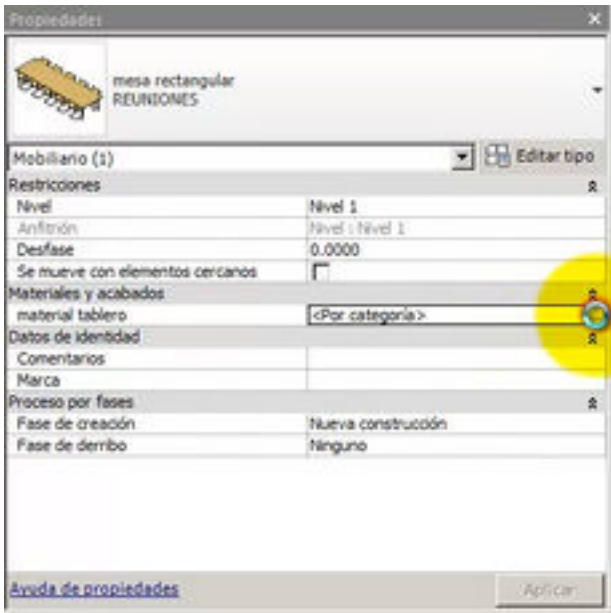 Propiedades
mesa rectangular
REUNIONES
Mobiliario (1)
Editar tipo
Restricciones
Nivel Nivel 1
Anfitrión Nivel : Nivel 1
Desfase 0.0000
Se mueve con elementos cercanos
Materiales y acabados
material tablero <Por categoría>
Datos de identidad
Comentarios
Marca
Proceso por fases
Fase de creación Nueva construcción
Fase de derribo Ninguno
Ayuda de propiedades
Aplicar